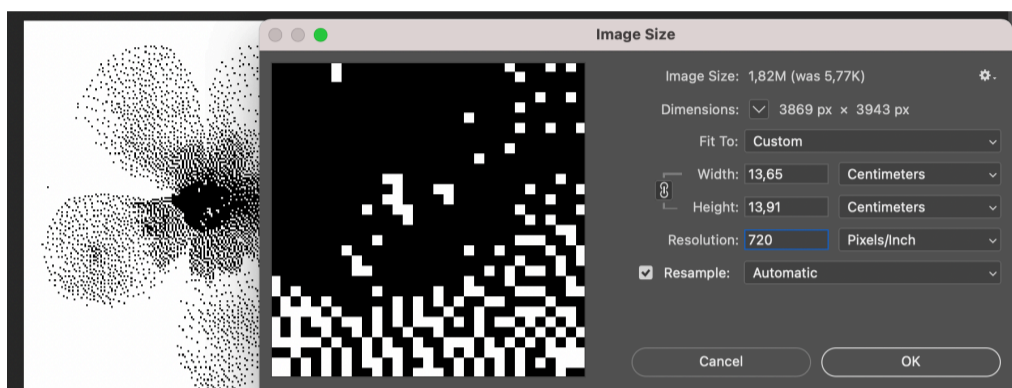 Image Size
Image Size: 1,82M (was 5,77K)
Dimensions: 3869 px × 3943 px
Fit To: Custom
Width: 13,65 Centimeters
Height: 13,91 Centimeters
Resolution: 720 Pixels/Inch
Resample: Automatic
Cancel OK